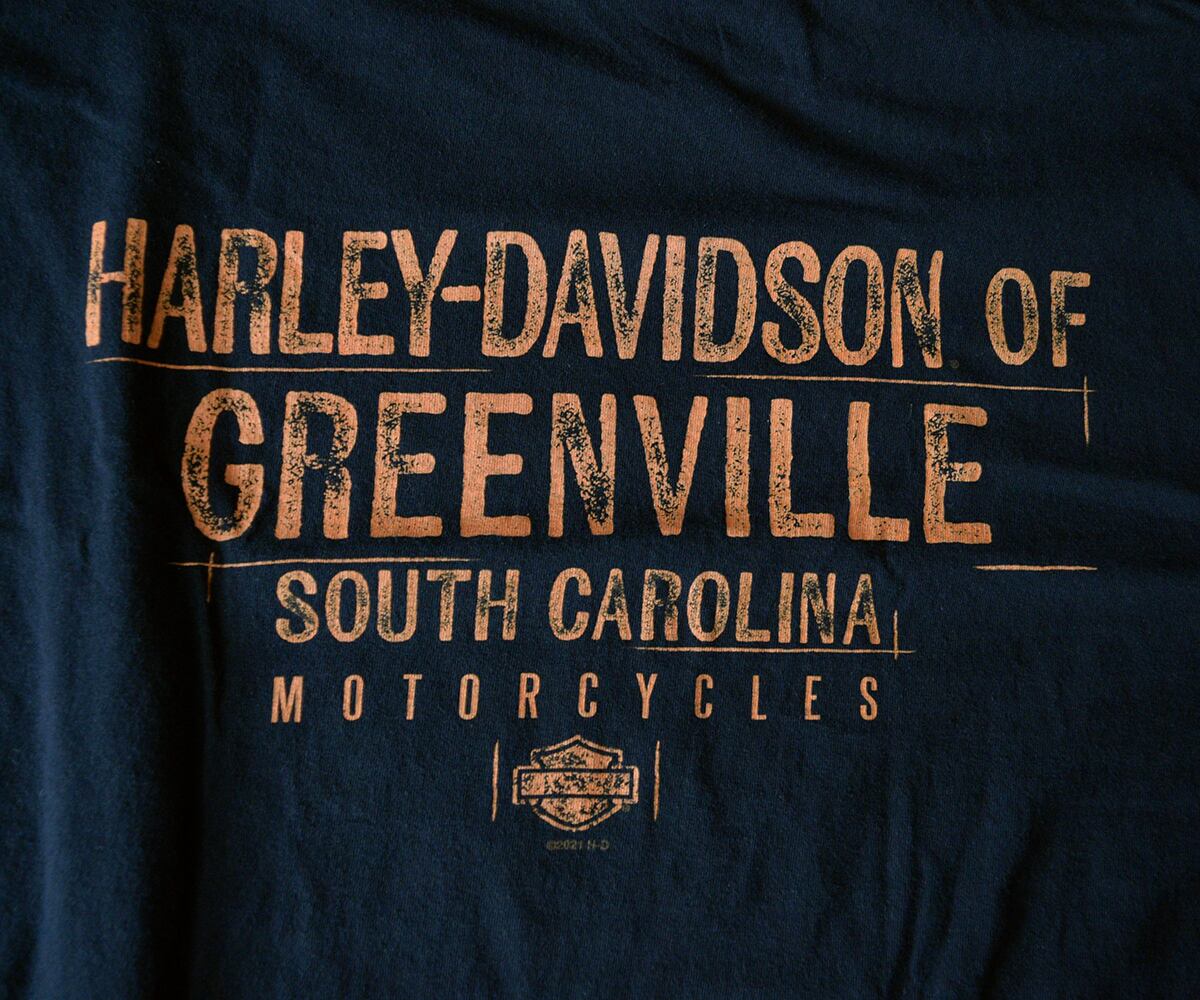 HARLEY-DAVIDSON OF
GREENVILLE
SOUTH CAROLINA
MOTORCYCLES
©2021 H-D